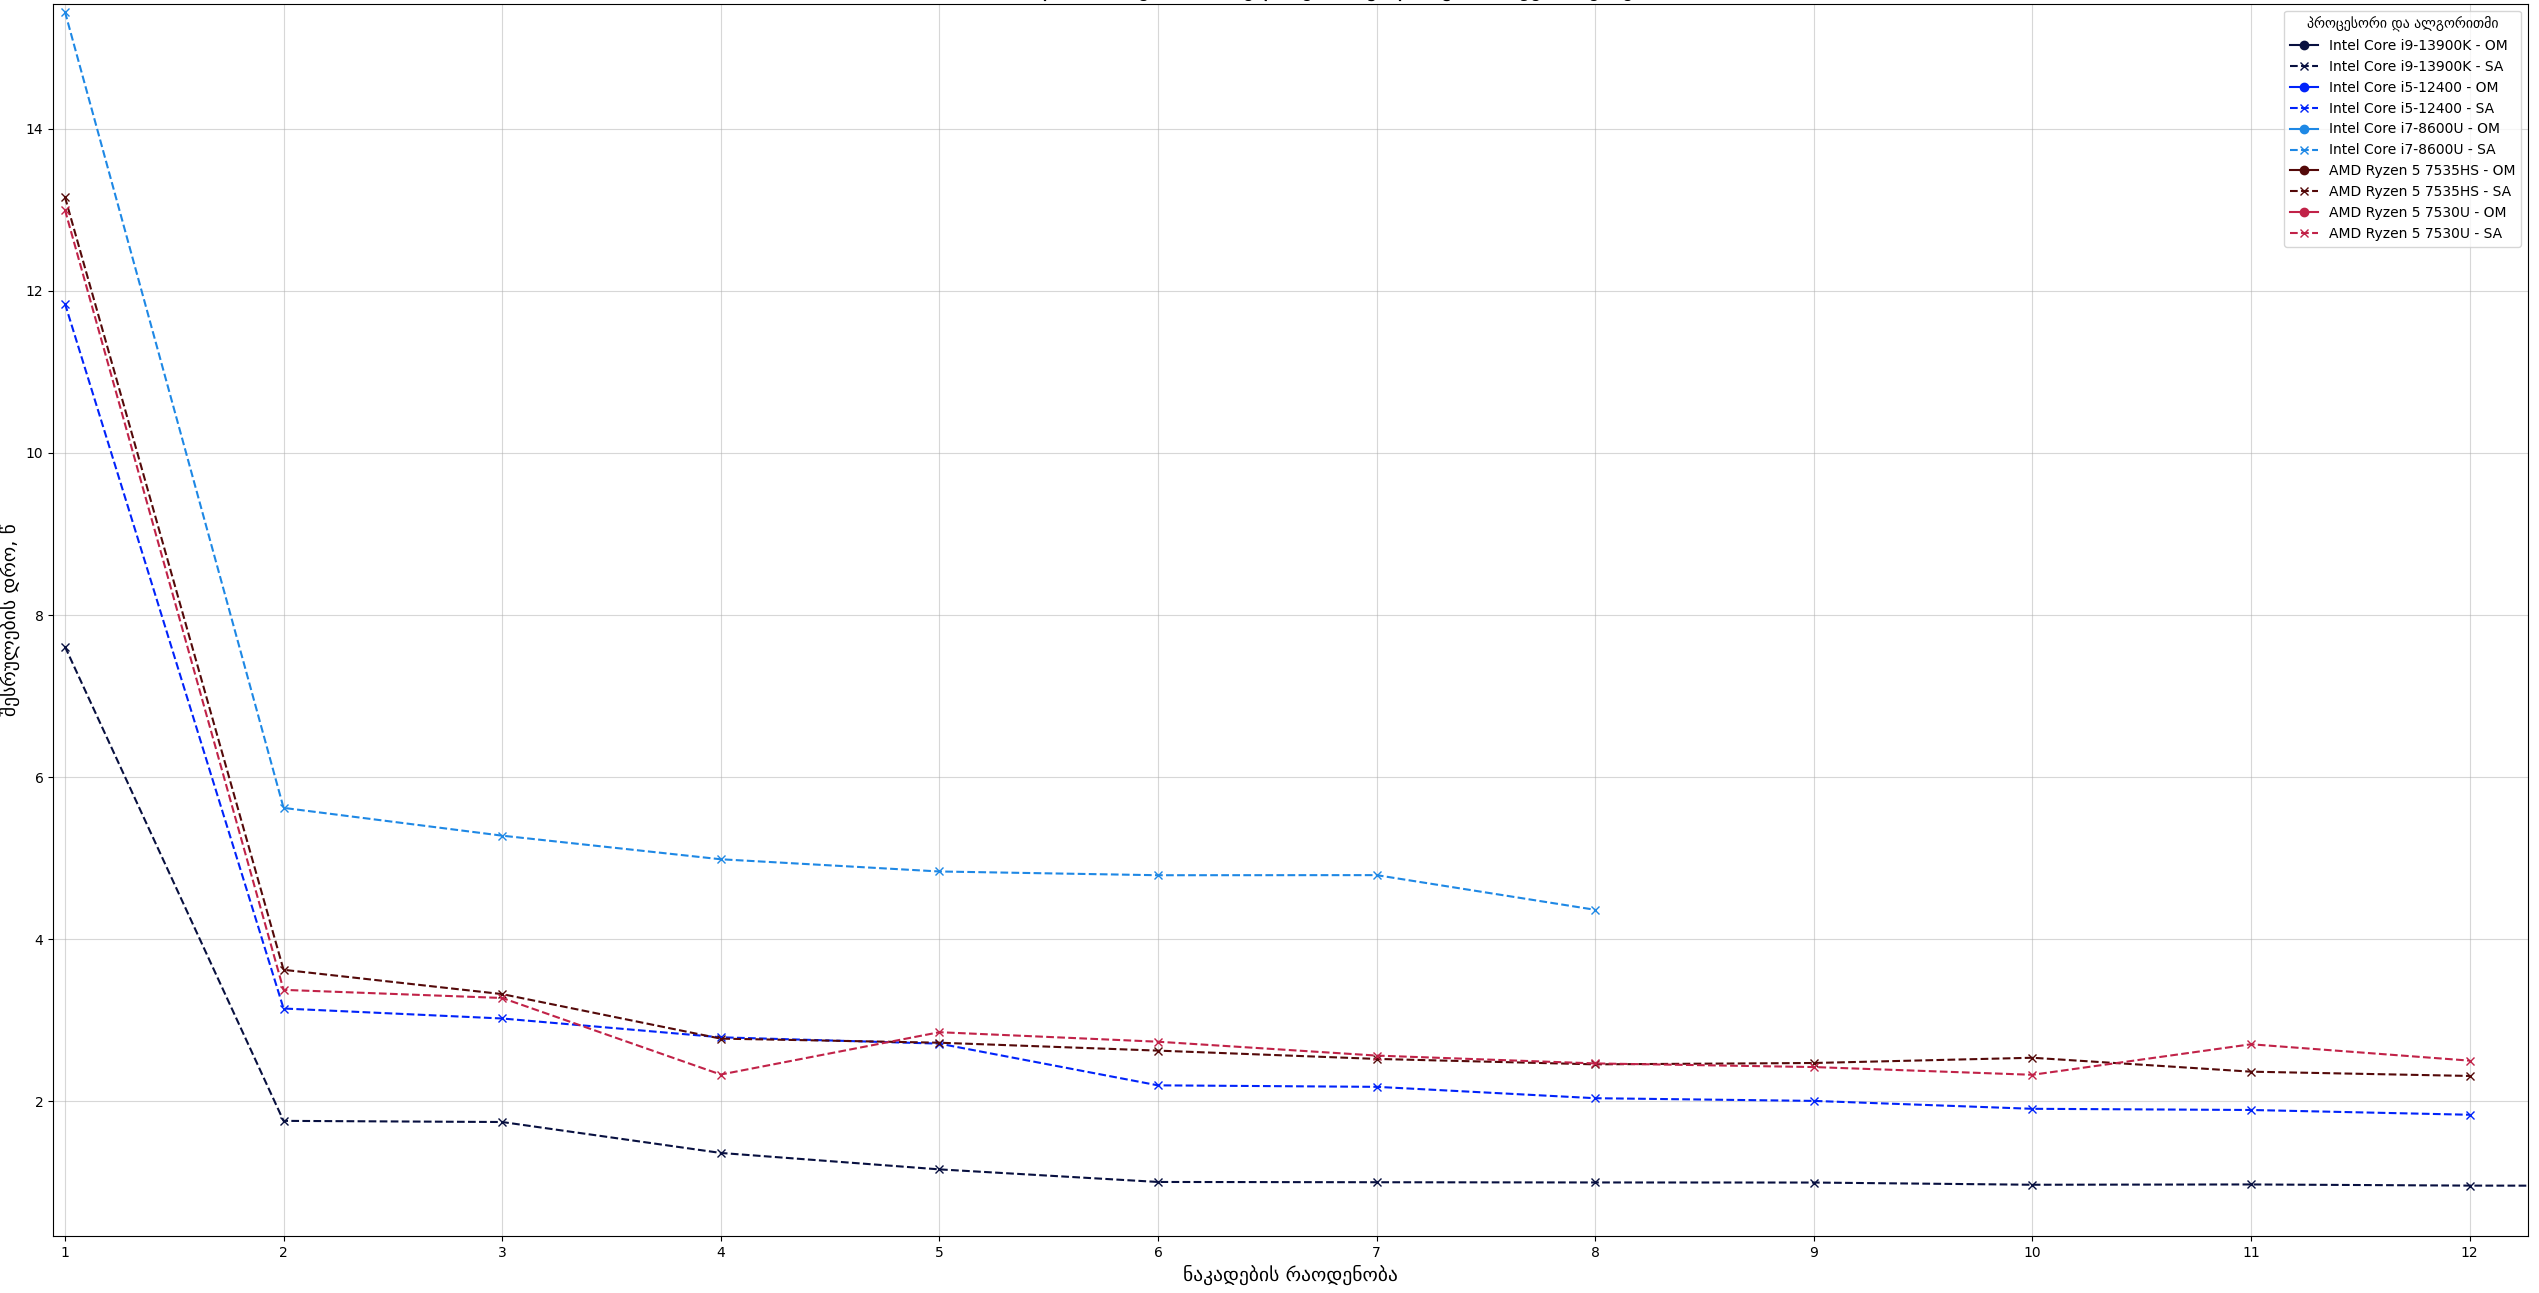 პროცესორი და ალგორითმი
Intel Core i9-13900K - OM
Intel Core i9-13900K - SA
Intel Core i5-12400 - OM
Intel Core i5-12400 - SA
Intel Core i7-8600U - OM
Intel Core i7-8600U - SA
AMD Ryzen 5 7535HS - OM
AMD Ryzen 5 7535HS - SA
AMD Ryzen 5 7530U - OM
AMD Ryzen 5 7530U - SA
14
12
10
8
6
4
2
შესრულების დრო, წ
1 2 3 4 5 6 7 8 9 10 11 12
ნაკადების რაოდენობა